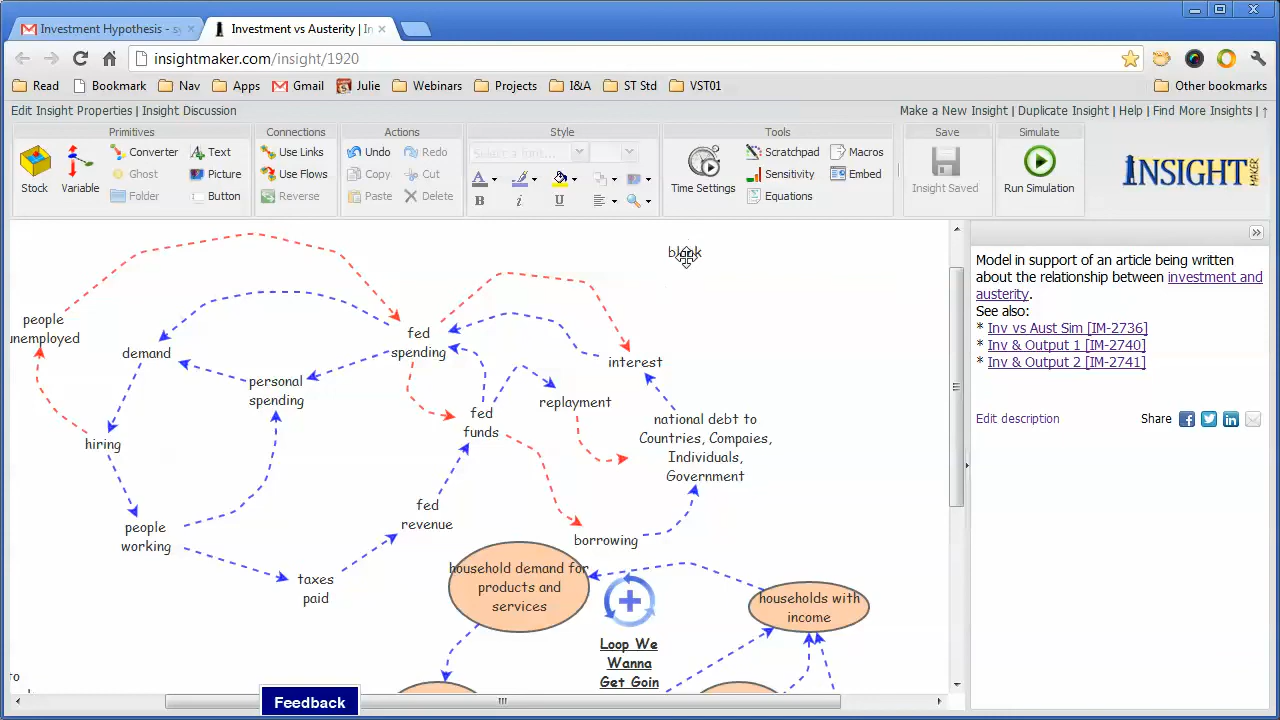 Investment Hypothesis - sy
Investment vs Austerity | In
insightmaker.com/insight/1920
Read Bookmark Nav Apps Gmail Julie Webinars Projects I&A ST Std VST01 Other bookmarks
Edit Insight Properties | Insight Discussion
Make a New Insight | Duplicate Insight | Help | Find More Insights | ↑
Primitives Connections Actions Style Tools Save Simulate
Stock
Variable
Converter
Ghost
Folder
Text
Picture
Button
Use Links
Use Flows
Reverse
Undo
Copy
Paste
Redo
Cut
Delete
Select a font...
A
B i U
Time Settings
Scratchpad
Sensitivity
Equations
Macros
Embed
Insight Saved
Run Simulation
INSIGHT
MAKER
people
unemployed
demand
hiring
people
working
personal
spending
taxes
paid
fed
revenue
fed
spending
fed
funds
replayment
interest
national debt to
Countries, Compaies,
Individuals,
Government
borrowing
household demand for
products and
services
Loop We
Wanna
Get Goin
households with
income
to
Feedback
Model in support of an article being written
about the relationship between investment and
austerity.
See also:
* Inv vs Aust Sim [IM-2736]
* Inv & Output 1 [IM-2740]
* Inv & Output 2 [IM-2741]
Edit description
Share